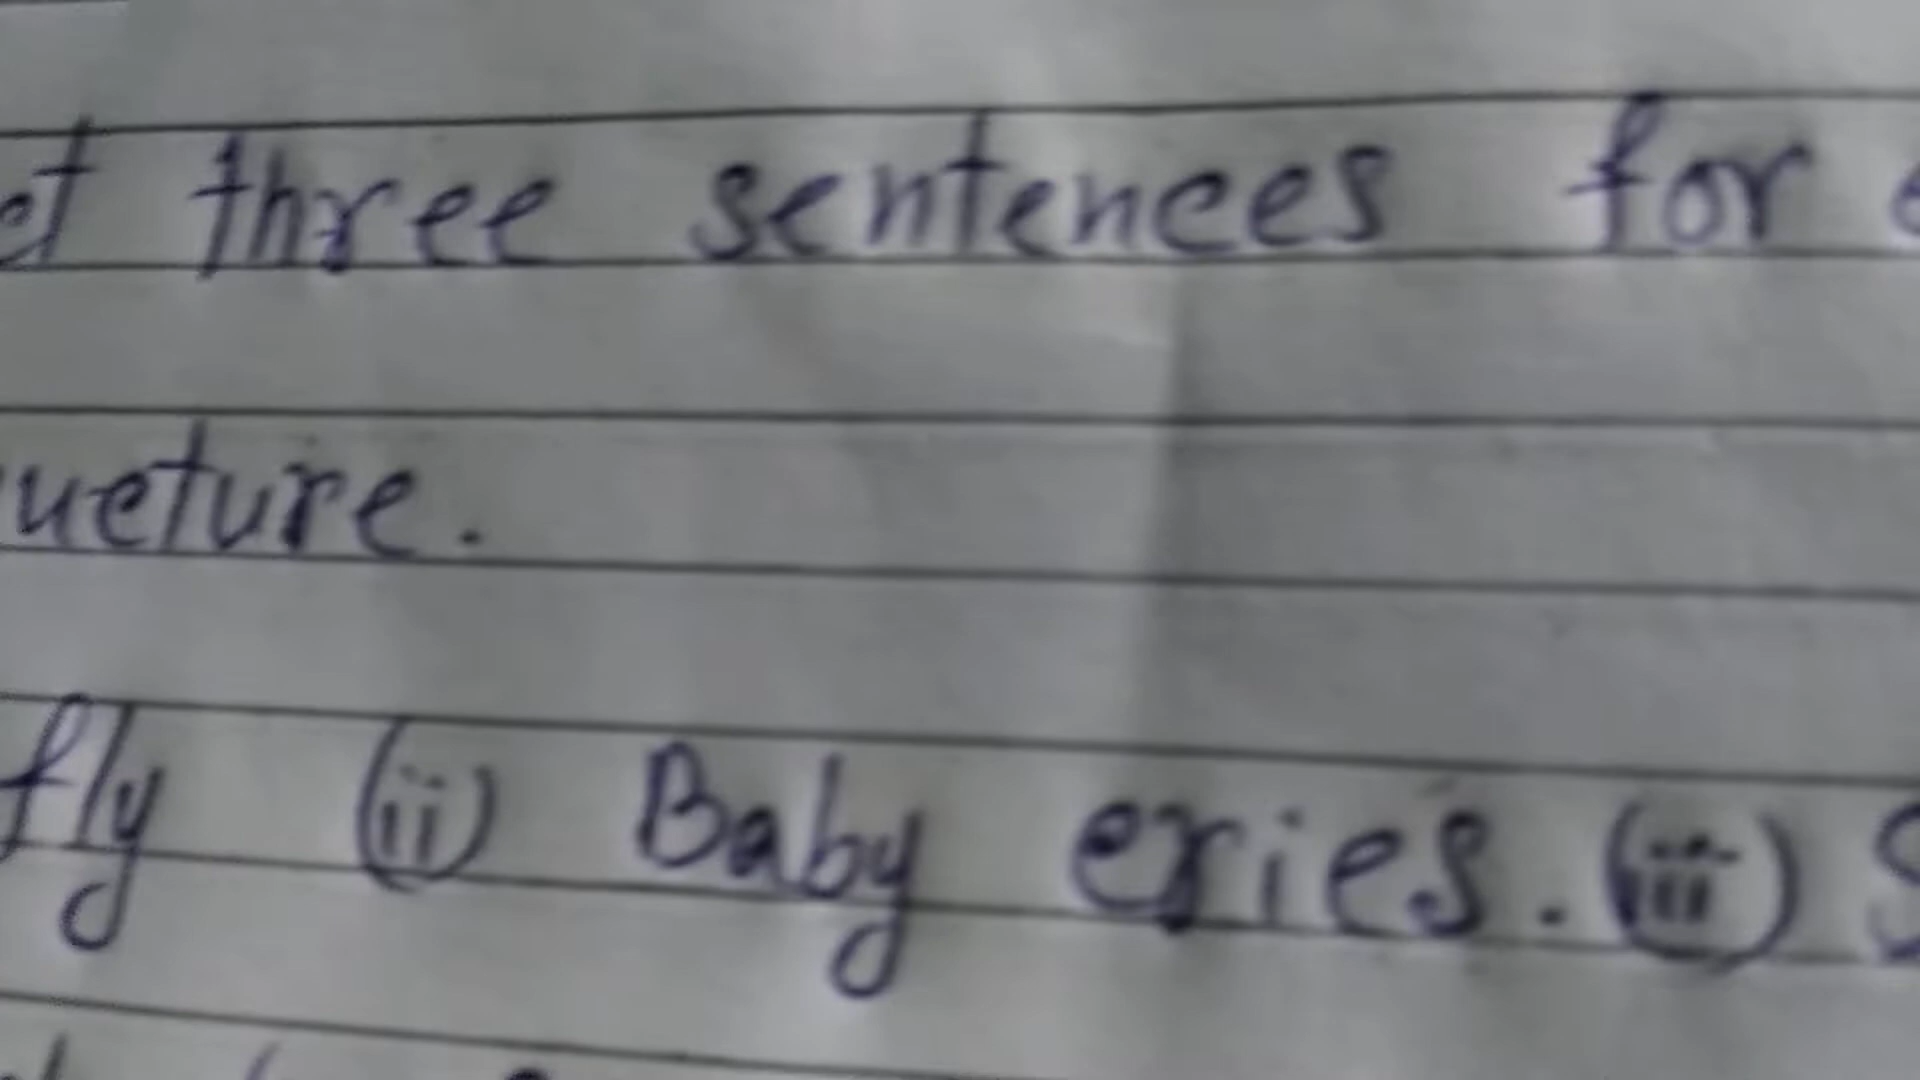 three sentences for
ucture.
fly (ii) Baby cries. (iii) S